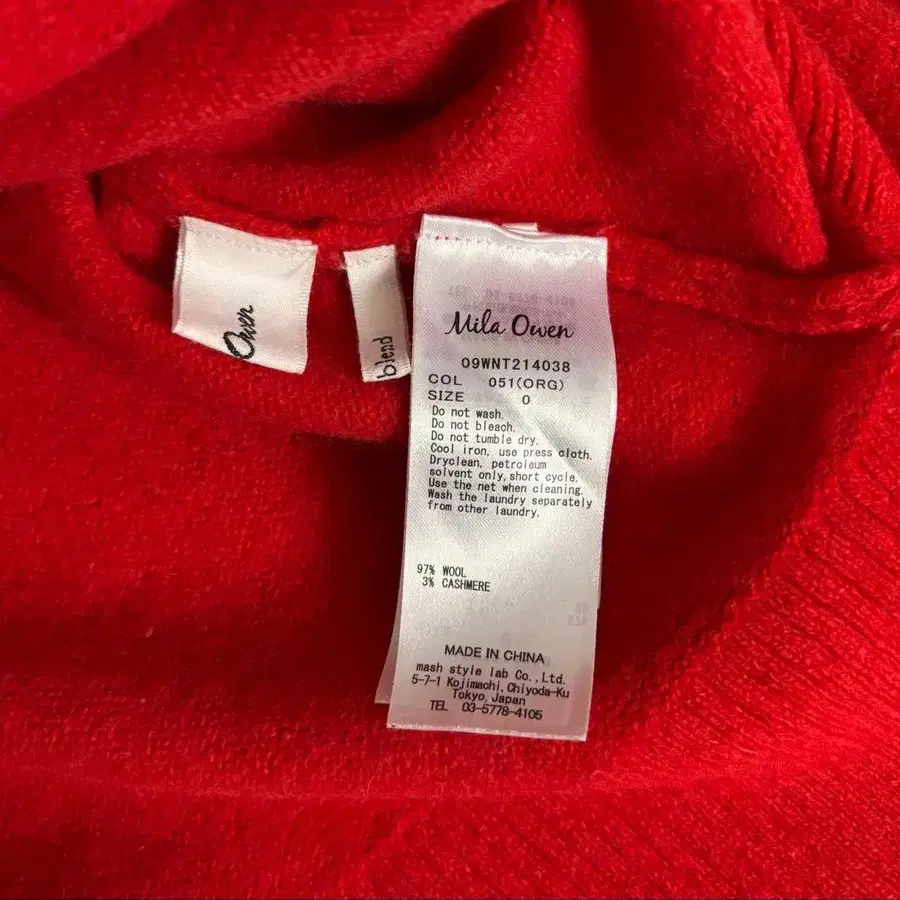 Owen
blend
Mila Owen
09WNT214038
COL 051(ORG)
SIZE 0
Do not wash.
Do not bleach.
Do not tumble dry.
Cool iron, use press cloth.
Dryclean, petroleum
solvent only, short cycle.
Use the net when cleaning.
Wash the laundry separately
from other laundry.
97% WOOL
3% CASHMERE
MADE IN CHINA
mash style lab Co., Ltd.
5-7-1 Kojimachi, Chiyoda-Ku
Tokyo, Japan
TEL 03-5778-4105